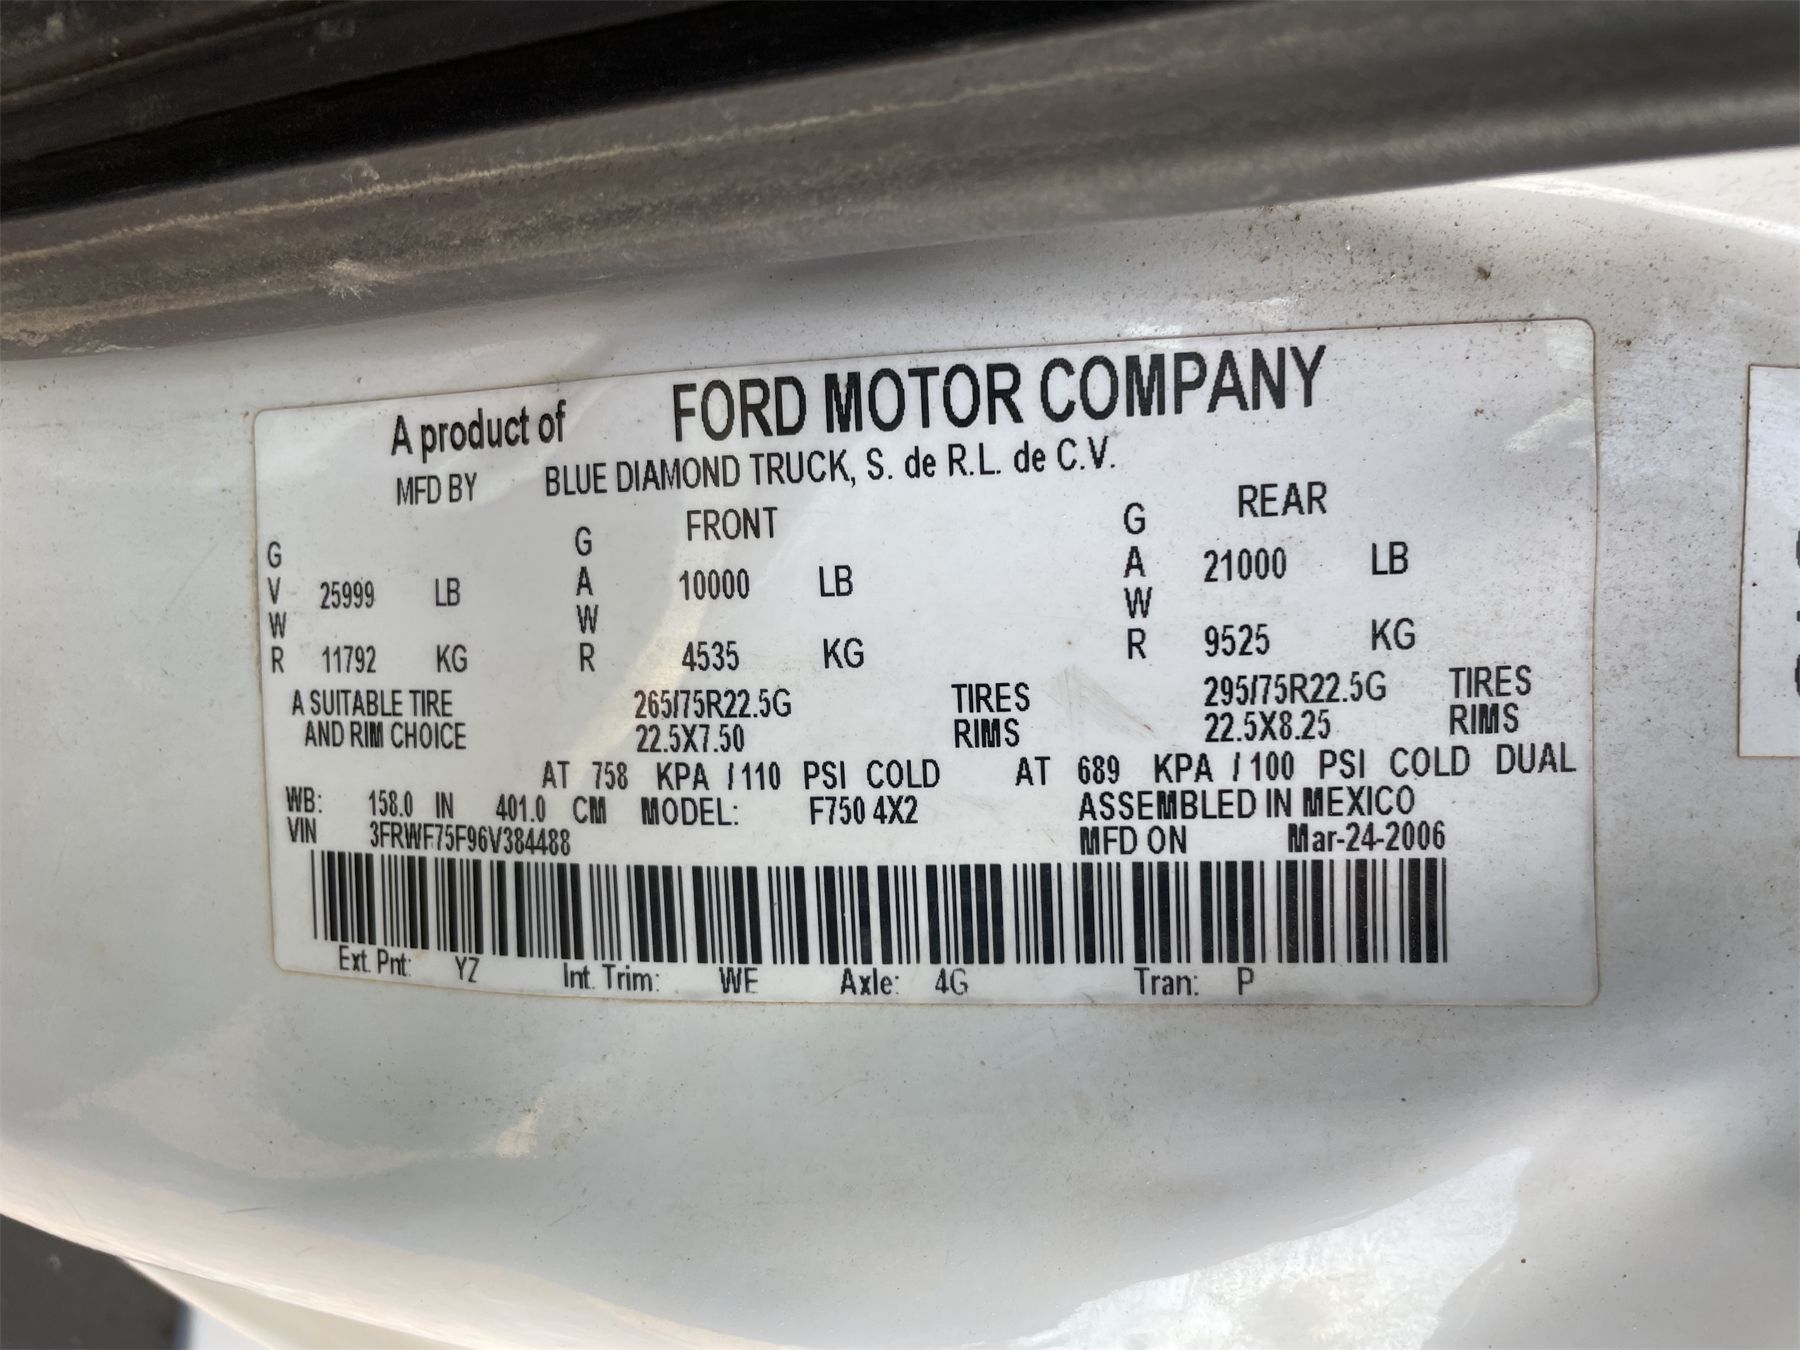 A product of FORD MOTOR COMPANY
MFD BY BLUE DIAMOND TRUCK, S. de R.L. de C.V.
GVWR 25999 LB 11792 KG
GAWR FRONT 10000 LB 4535 KG
GAWR REAR 21000 LB 9525 KG
A SUITABLE TIRE 265/75R22.5G TIRES 295/75R22.5G TIRES
AND RIM CHOICE 22.5X7.50 RIMS 22.5X8.25 RIMS
AT 758 KPA / 110 PSI COLD AT 689 KPA / 100 PSI COLD DUAL
WB: 158.0 IN 401.0 CM MODEL: F750 4X2 ASSEMBLED IN MEXICO
VIN 3FRWF75F96V384488 MFD ON Mar-24-2006
Ext. Pnt: YZ Int. Trim: WE Axle: 4G Tran: P